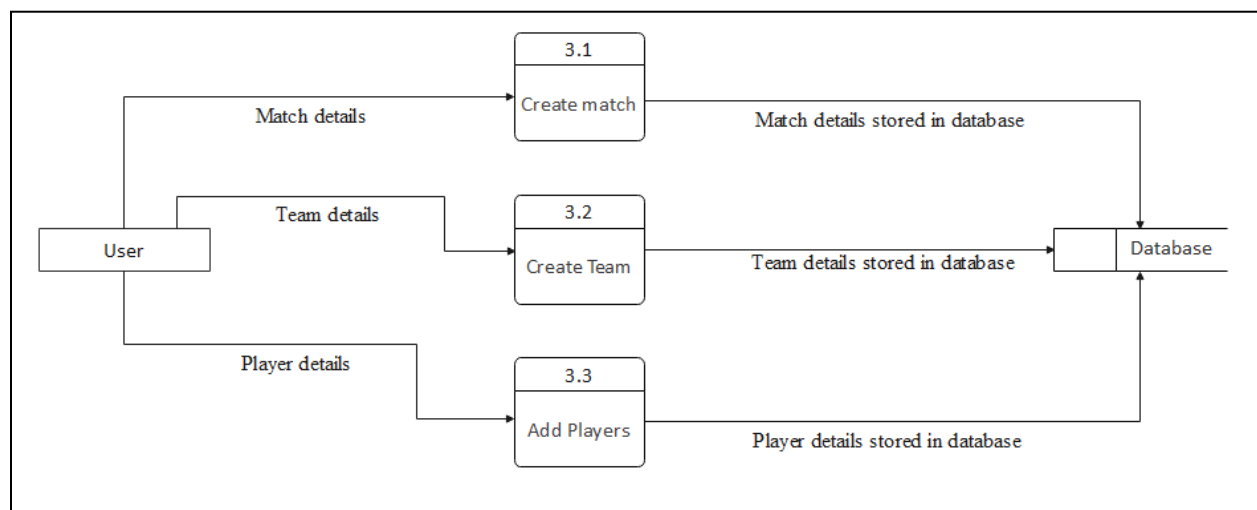 3.1
Create match
Match details
Match details stored in database
3.2
Team details
Create Team
User
Database
Team details stored in database
3.3
Player details
Add Players
Player details stored in database